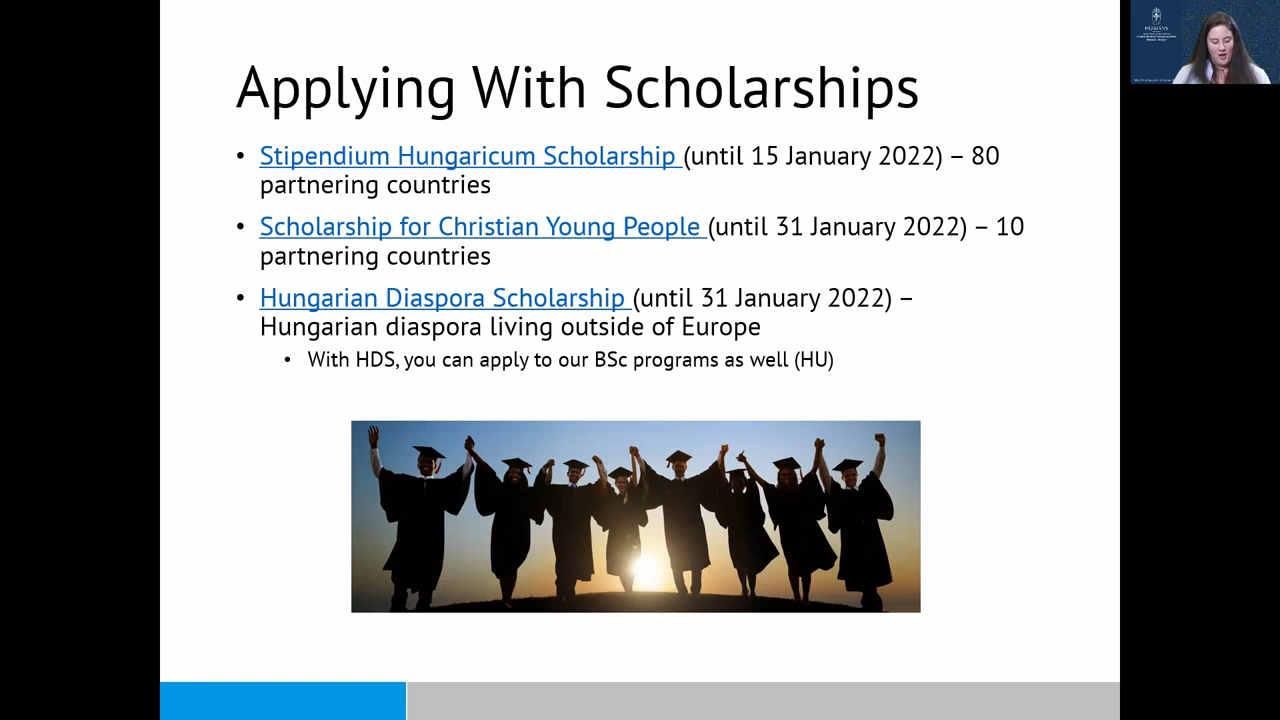 Applying With Scholarships
• Stipendium Hungaricum Scholarship (until 15 January 2022) – 80
partnering countries
• Scholarship for Christian Young People (until 31 January 2022) – 10
partnering countries
• Hungarian Diaspora Scholarship (until 31 January 2022) –
Hungarian diaspora living outside of Europe
• With HDS, you can apply to our BSc programs as well (HU)